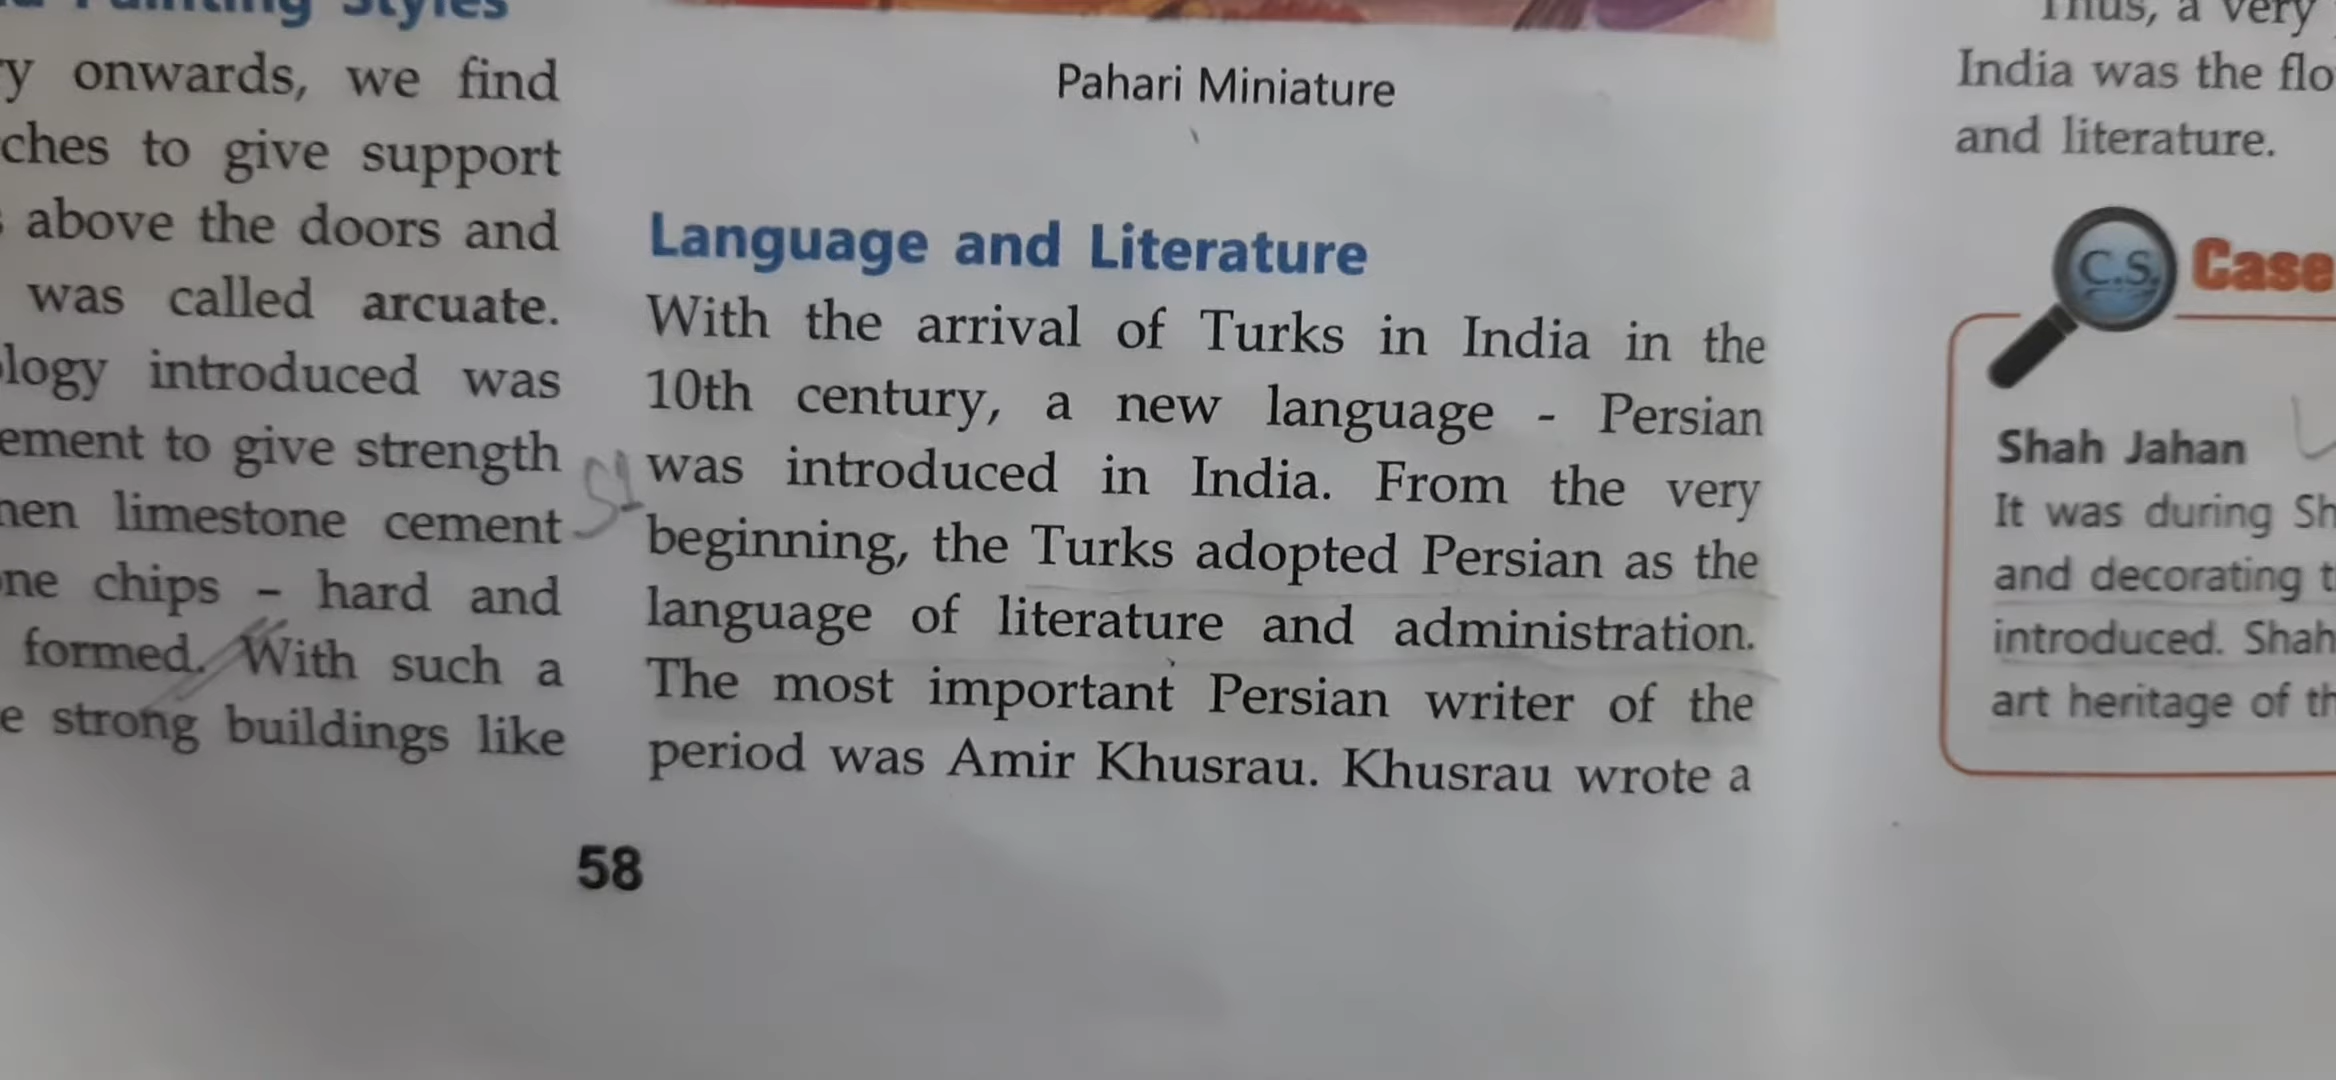 Painting Styles
onwards, we find
ches to give support
above the doors and
was called arcuate.
logy introduced was
ement to give strength
hen limestone cement
ne chips – hard and
formed. With such a
e strong buildings like
Pahari Miniature
Language and Literature
With the arrival of Turks in India in the
10th century, a new language - Persian
was introduced in India. From the very
beginning, the Turks adopted Persian as the
language of literature and administration.
The most important Persian writer of the
period was Amir Khusrau. Khusrau wrote a
58
Thus, a very
India was the flo
and literature.
C.S. Case
Shah Jahan
It was during Sh
and decorating t
introduced. Shah
art heritage of th